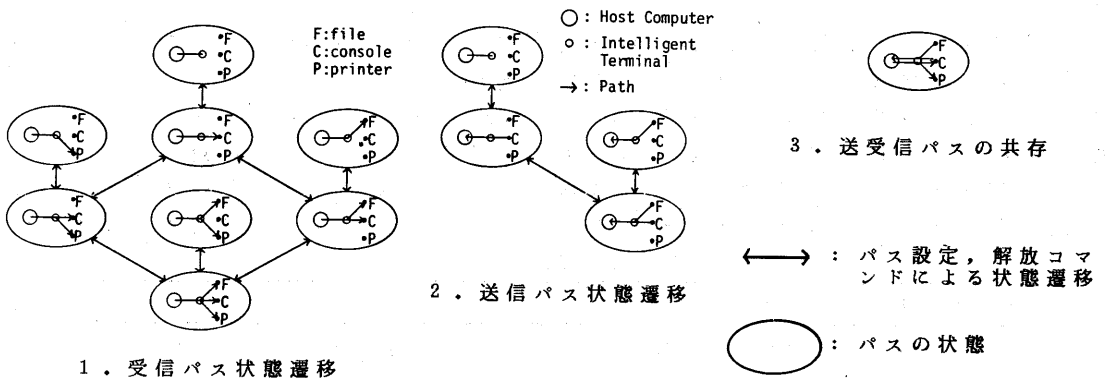 F:file
C:console
P:printer
○: Host Computer
○: Intelligent
Terminal
→: Path
•F
•C
•P
•F
•C
•P
•F
•C
•P
•F
•C
•P
•F
•C
•P
•F
•C
•P
•F
•C
•P
•F
•C
•P
1．受信パス状態遷移
•F
•C
•P
•F
•C
•P
•F
•C
•P
•F
•C
•P
2．送信パス状態遷移
•F
•C
•P
3．送受信パスの共存
: パス設定，解放コマ
ンドによる状態遷移
: パスの状態